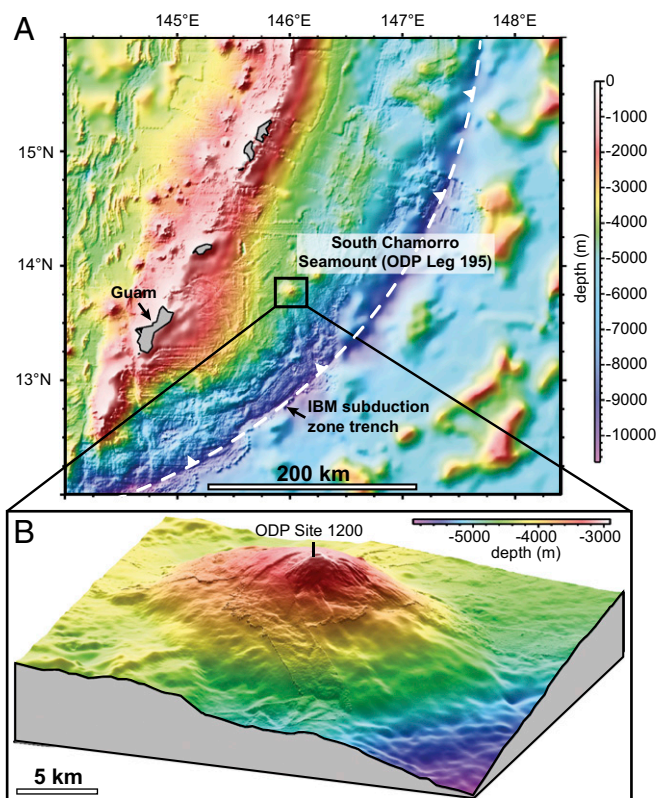 A
145°E
146°E
147°E
148°E
15°N
14°N
13°N
South Chamorro
Seamount (ODP Leg 195)
Guam
IBM subduction
zone trench
200 km
0
-1000
-2000
-3000
-4000
-5000
-6000
-7000
-8000
-9000
-10000
depth (m)
B
ODP Site 1200
-5000
-4000
-3000
depth (m)
5 km